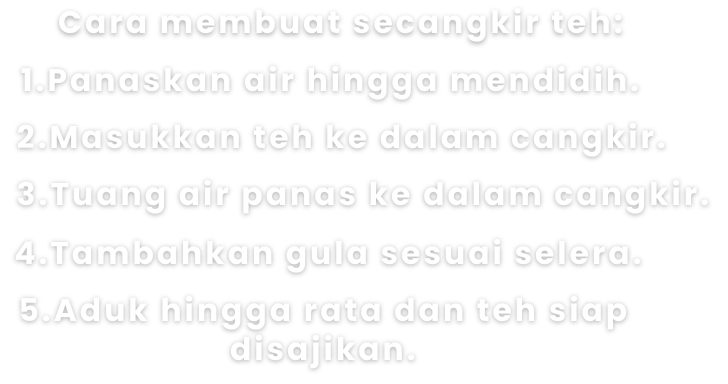 Cara membuat secangkir teh:
1.Panaskan air hingga mendidih.
2.Masukkan teh ke dalam cangkir.
3.Tuang air panas ke dalam cangkir.
4.Tambahkan gula sesuai selera.
5.Aduk hingga rata dan teh siap
disajikan.